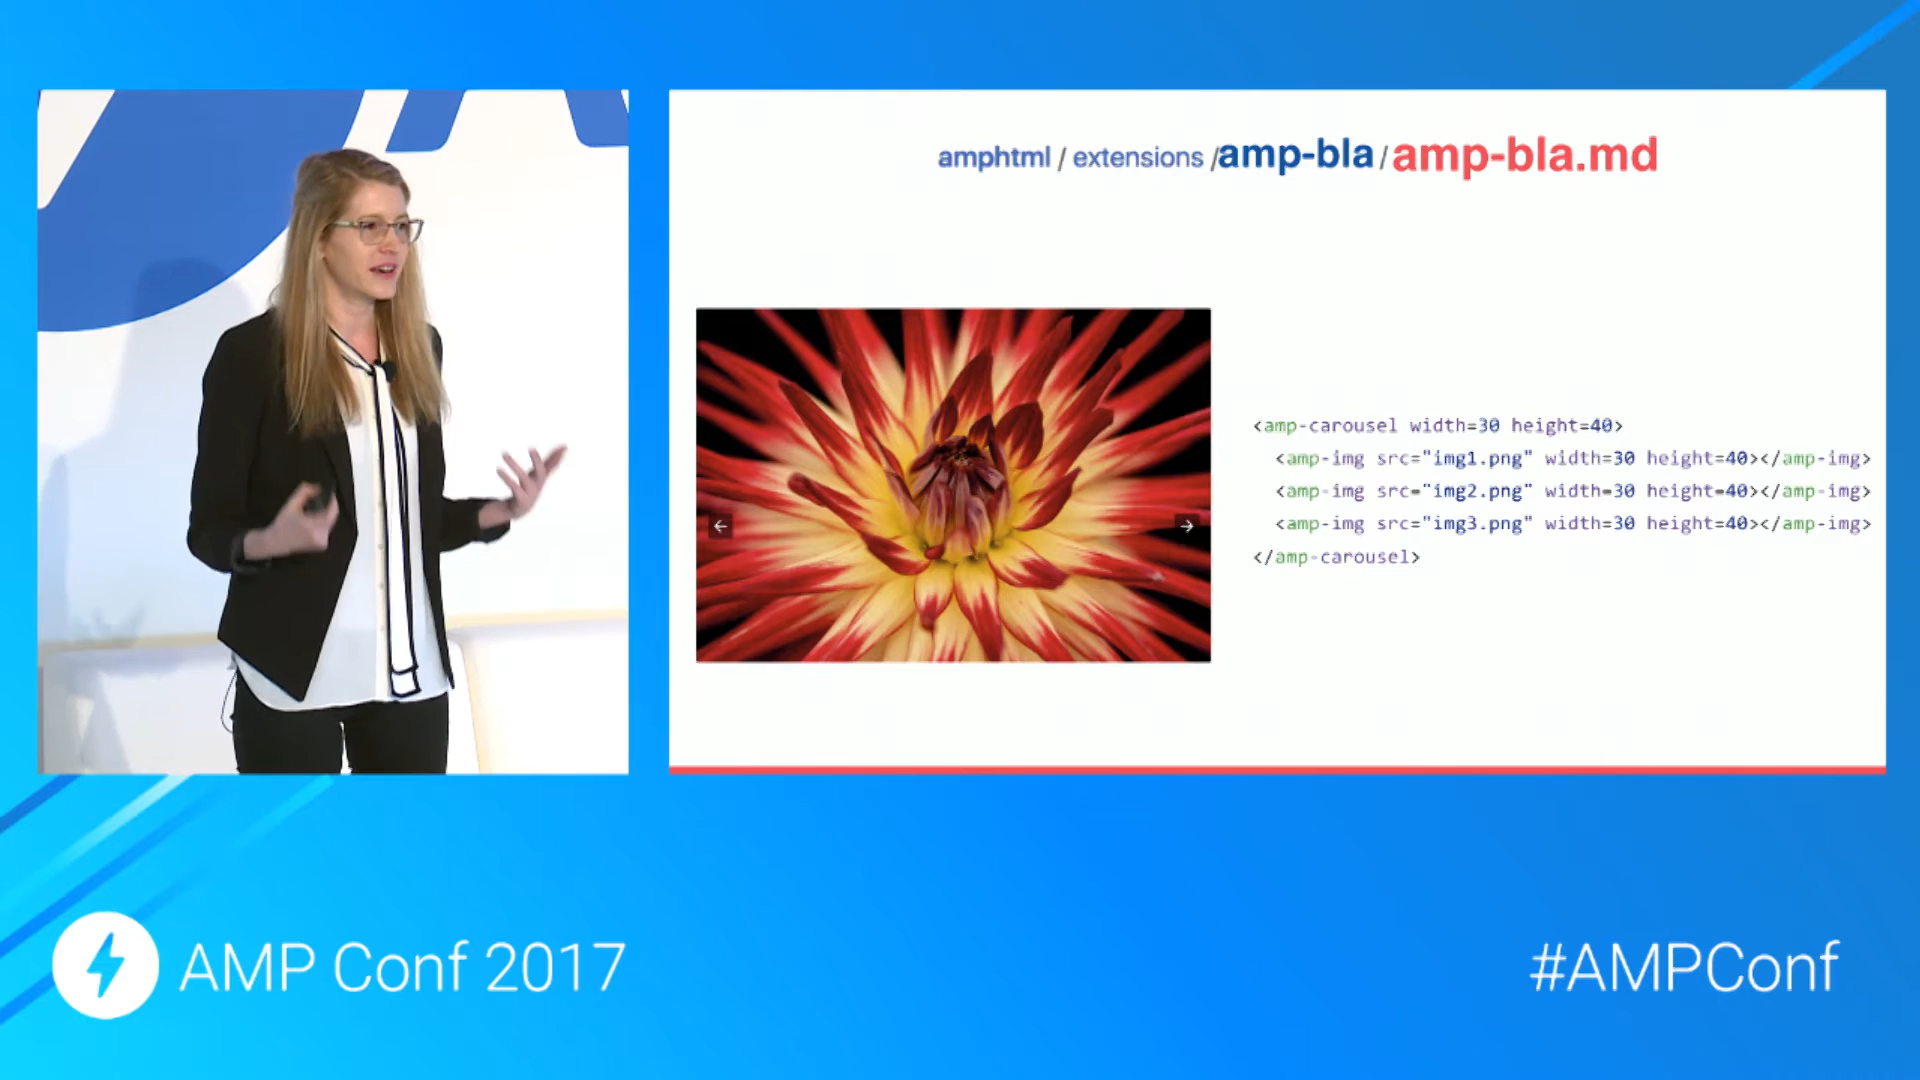 amphtml / extensions /amp-bla/amp-bla.md
<amp-carousel width=30 height=40>
<amp-img src="img1.png" width=30 height=40></amp-img>
<amp-img src="img2.png" width=30 height=40></amp-img>
<amp-img src="img3.png" width=30 height=40></amp-img>
</amp-carousel>
AMP Conf 2017
#AMPConf